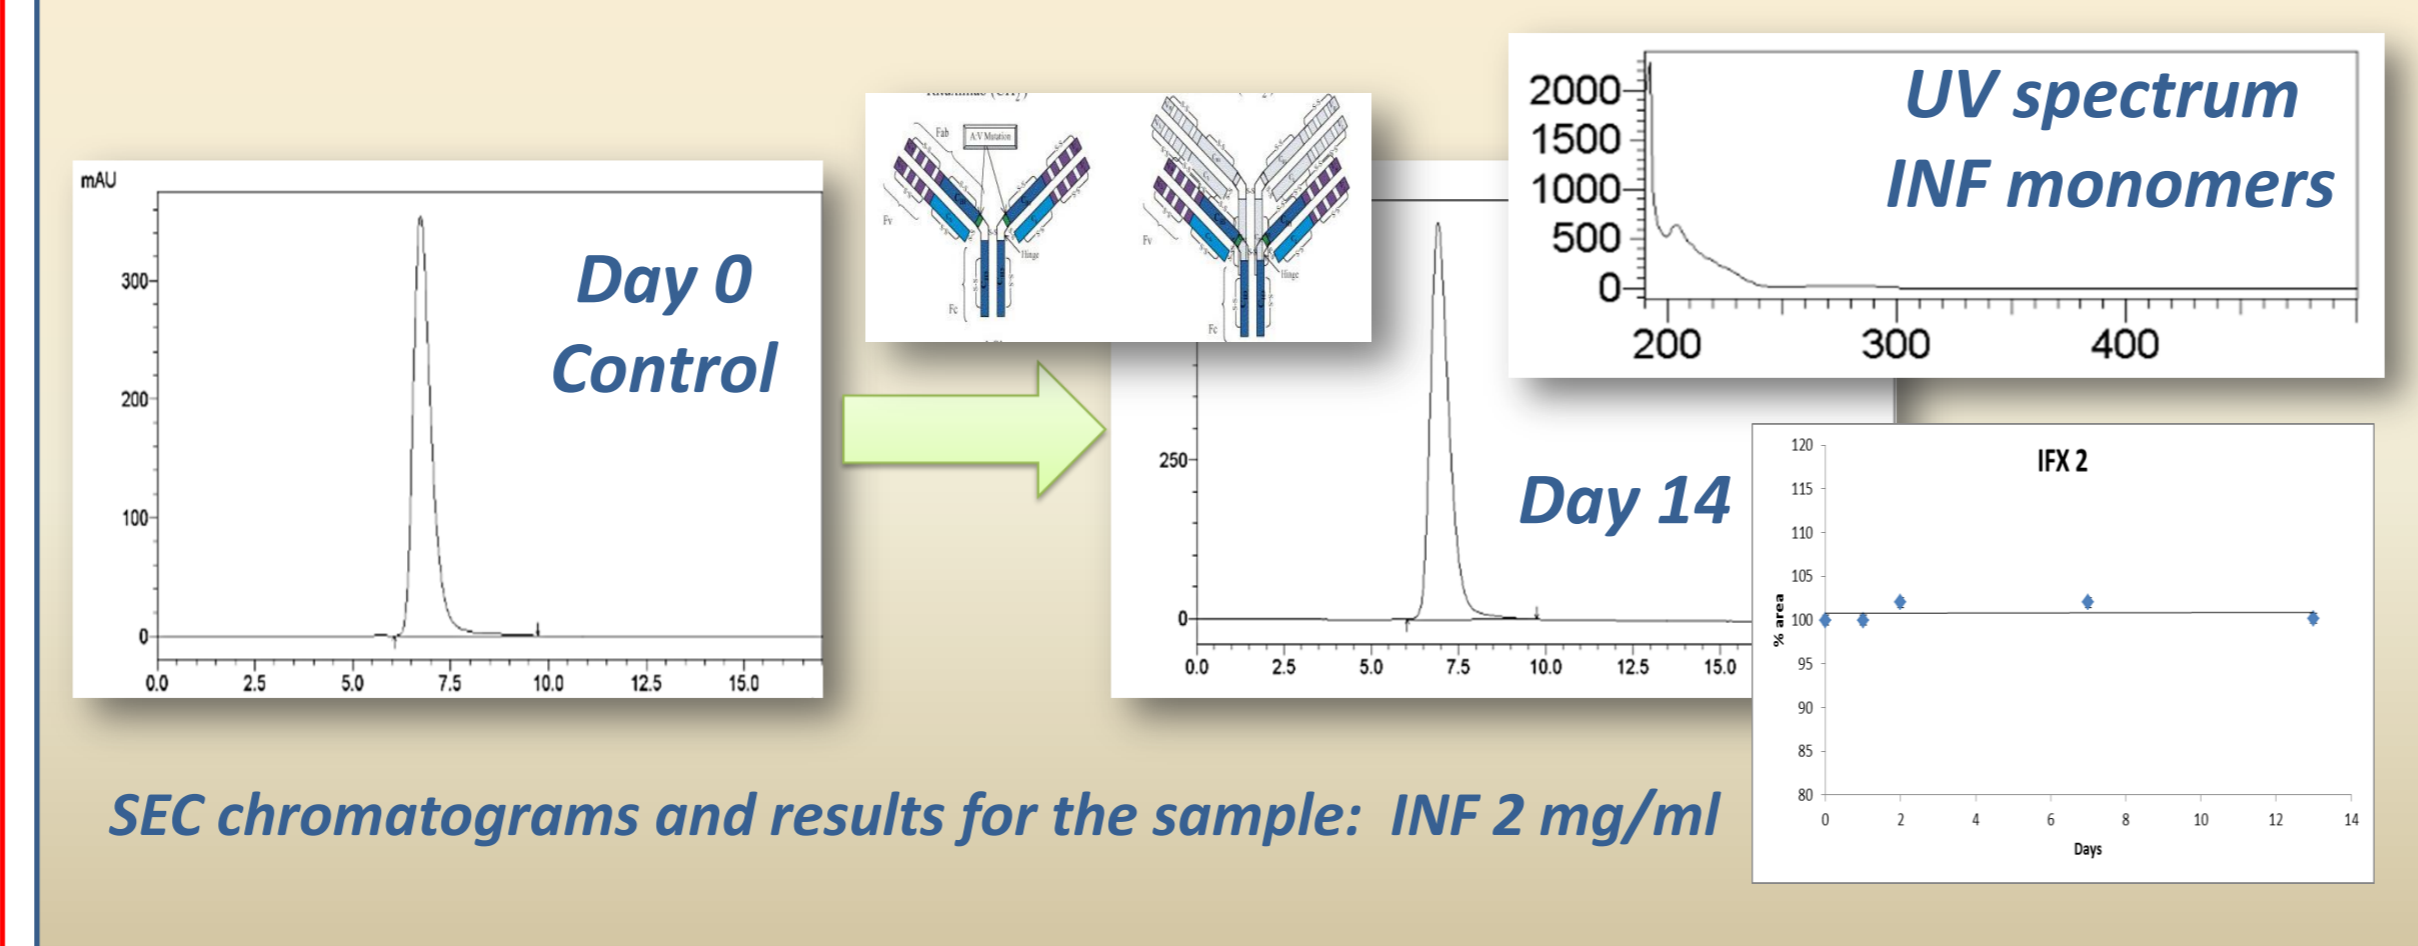 mAU
300
200
100
0
0.0 2.5 5.0 7.5 10.0 12.5 15.0
Day 0
Control
Fab
A:V Mutation
Fv
Hinge
Fc
Fv
Hinge
Fc
250
0
0.0 2.5 5.0 7.5 10.0 12.5 15.0
Day 14
2000
1500
1000
500
0
200 300 400
UV spectrum
INF monomers
IFX 2
120
115
110
105
100
95
90
85
80
% area
0 2 4 6 8 10 12 14
Days
SEC chromatograms and results for the sample: INF 2 mg/ml